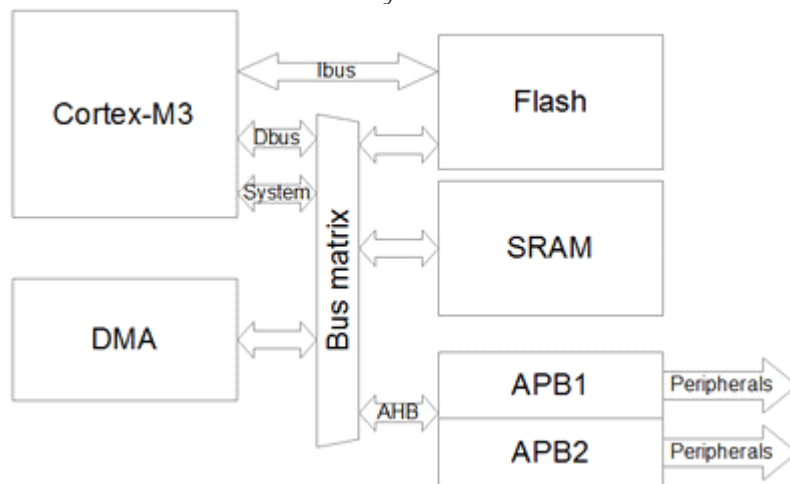 Cortex-M3
Ibus
Flash
Dbus
System
Bus matrix
SRAM
DMA
AHB
APB1
Peripherals
APB2
Peripherals